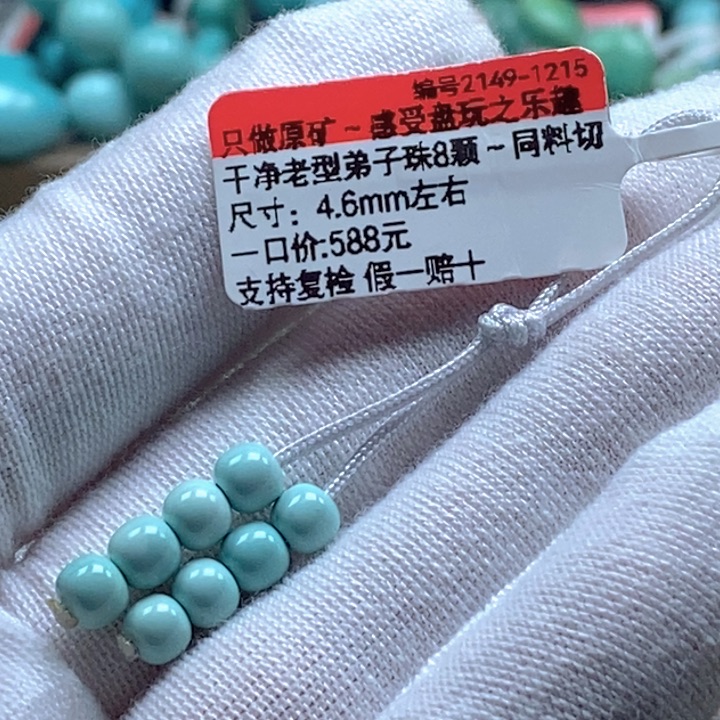 编号2149-1215
只做原矿~感受盘玩之乐趣
干净老型弟子珠8颗~同料切
尺寸：4.6mm左右
一口价:588元
支持复检 假一赔十